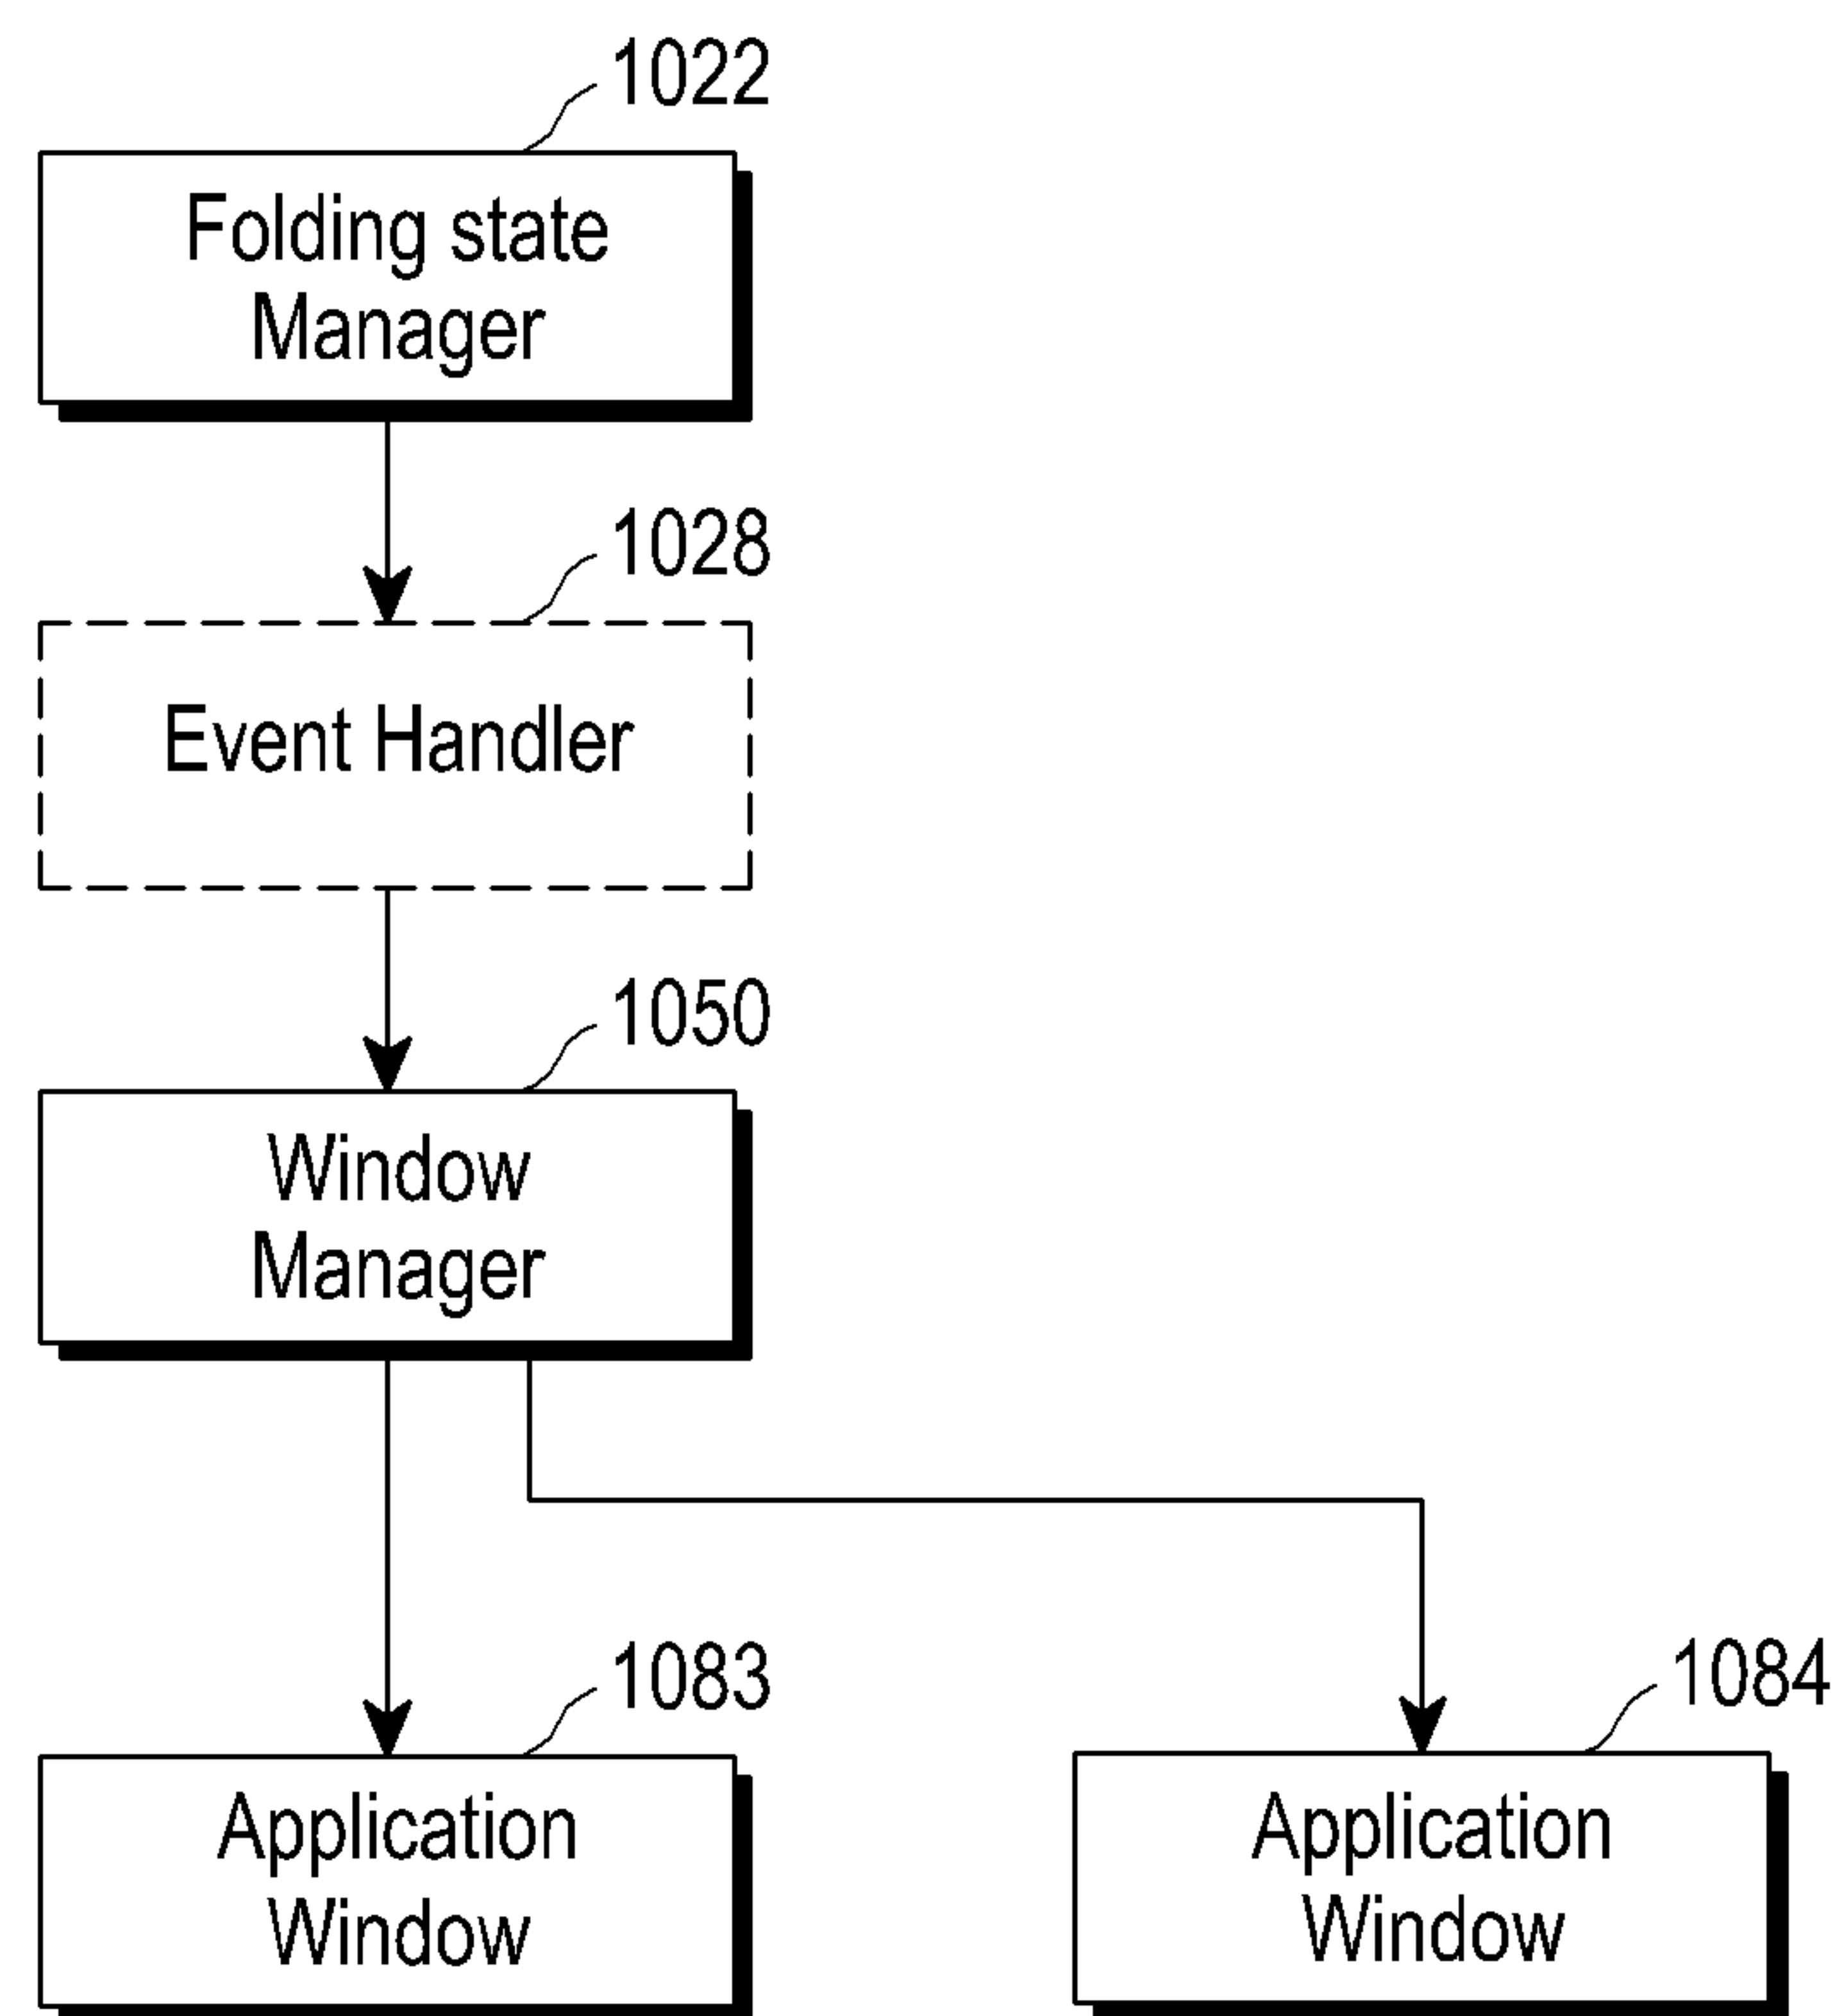 1022
Folding state
Manager
1028
Event Handler
1050
Window
Manager
1083
Application
Window
1084
Application
Window